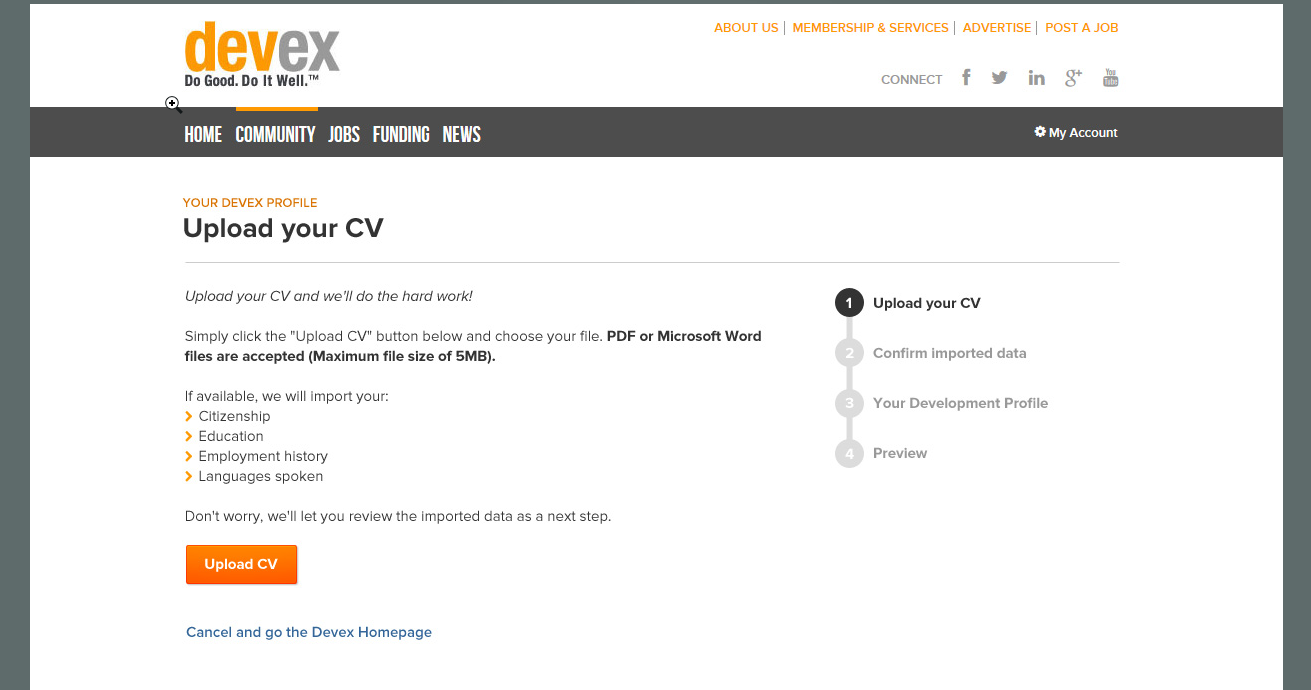 devex
Do Good. Do It Well.™
ABOUT US | MEMBERSHIP & SERVICES | ADVERTISE | POST A JOB
CONNECT f in g+ You Tube
HOME COMMUNITY JOBS FUNDING NEWS
My Account
YOUR DEVEX PROFILE
Upload your CV
Upload your CV and we'll do the hard work!
Simply click the "Upload CV" button below and choose your file. PDF or Microsoft Word
files are accepted (Maximum file size of 5MB).
If available, we will import your:
Citizenship
Education
Employment history
Languages spoken
Don't worry, we'll let you review the imported data as a next step.
Upload CV
Cancel and go the Devex Homepage
1 Upload your CV
2 Confirm imported data
3 Your Development Profile
4 Preview